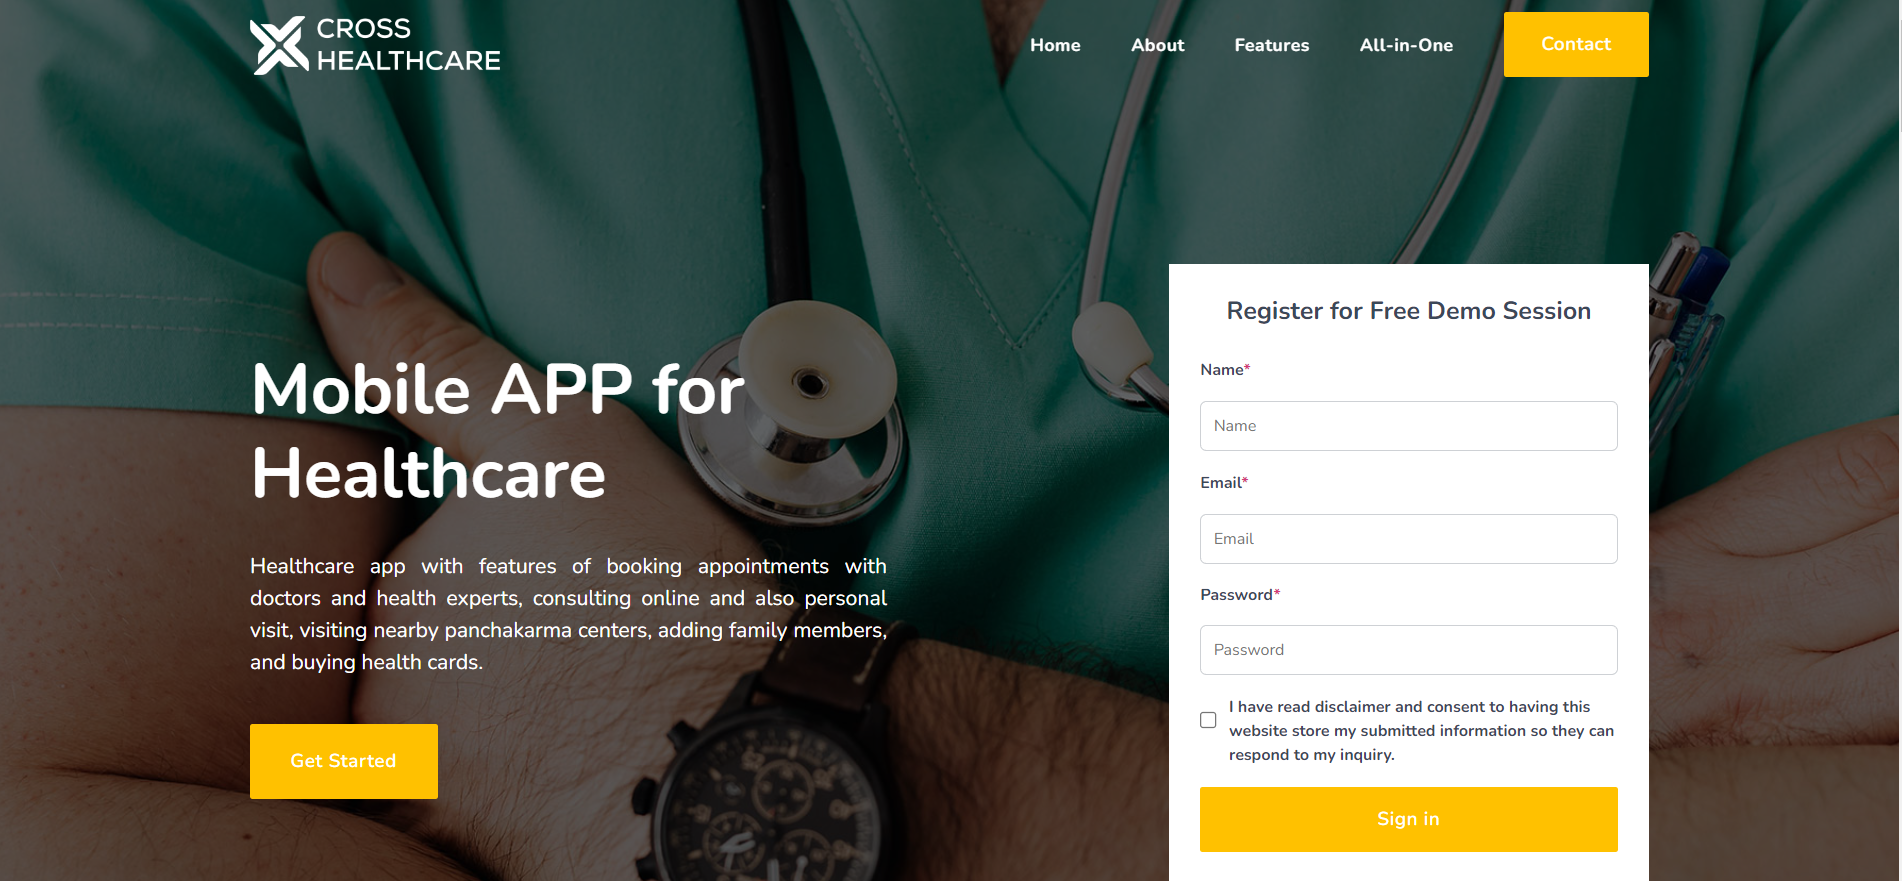 CROSS
HEALTHCARE
Home
About
Features
All-in-One
Contact
Mobile APP for
Healthcare
Healthcare app with features of booking appointments with
doctors and health experts, consulting online and also personal
visit, visiting nearby panchakarma centers, adding family members,
and buying health cards.
Get Started
Register for Free Demo Session
Name*
Name
Email*
Email
Password*
Password
I have read disclaimer and consent to having this
website store my submitted information so they can
respond to my inquiry.
Sign in